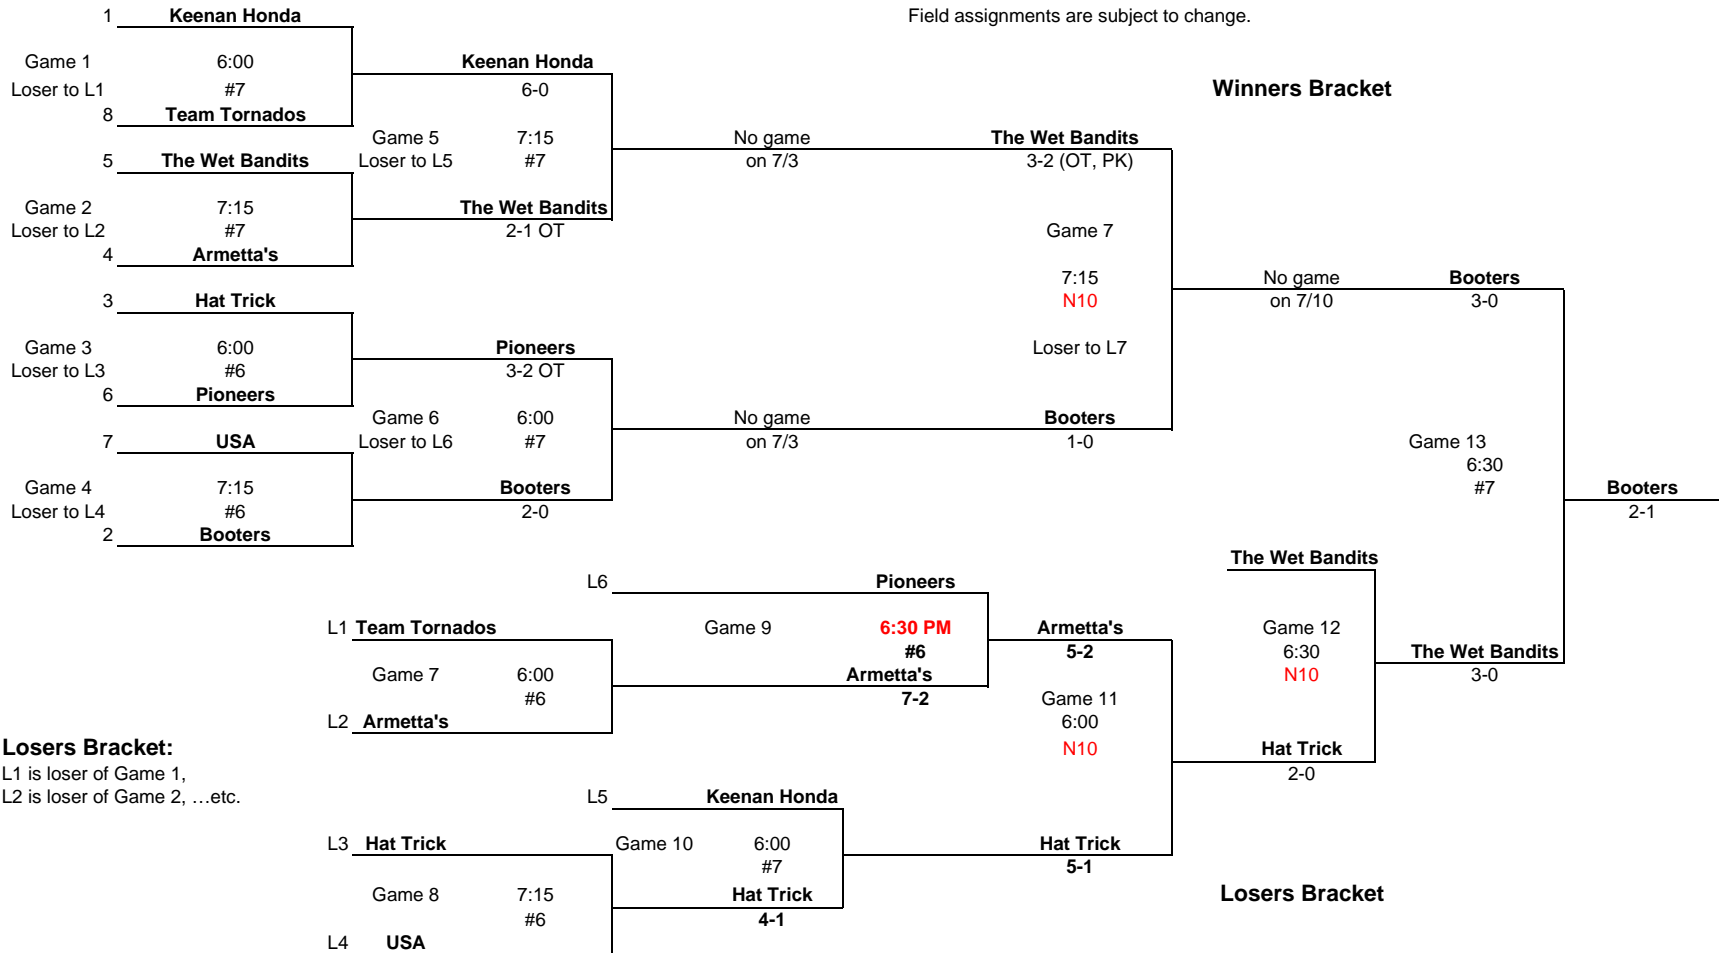 1 Keenan Honda
Field assignments are subject to change.
Game 1 6:00 Keenan Honda
Loser to L1 #7 6-0 Winners Bracket
8 Team Tornados
Game 5 7:15 No game The Wet Bandits
5 The Wet Bandits Loser to L5 #7 on 7/3 3-2 (OT, PK)
Game 2 7:15 The Wet Bandits
Loser to L2 #7 2-1 OT Game 7
4 Armetta's
7:15 No game Booters
3 Hat Trick N10 on 7/10 3-0
Game 3 6:00 Pioneers Loser to L7
Loser to L3 #6 3-2 OT
6 Pioneers
Game 6 6:00 No game Booters
7 USA Loser to L6 #7 on 7/3 1-0 Game 13
6:30
Game 4 7:15 Booters #7 Booters
Loser to L4 #6 2-0 2-1
2 Booters
The Wet Bandits
L6 Pioneers
L1 Team Tornados Game 9 6:30 PM Armetta's Game 12
#6 5-2 6:30 The Wet Bandits
Game 7 6:00 Armetta's N10 3-0
#6 7-2 Game 11
L2 Armetta's 6:00
Losers Bracket: N10 Hat Trick
L1 is loser of Game 1, 2-0
L2 is loser of Game 2, …etc. L5 Keenan Honda
L3 Hat Trick Game 10 6:00 Hat Trick
#7 5-1
Game 8 7:15 Hat Trick Losers Bracket
#6 4-1
L4 USA